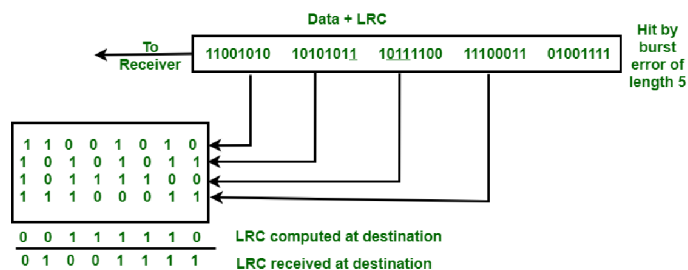 Data + LRC
Hit by
burst
error of
length 5
To
Receiver
11001010 10101011 10111100 11100011 01001111
1 1 0 0 1 0 1 0
1 0 1 0 1 0 1 1
1 0 1 1 1 1 0 0
1 1 1 0 0 0 1 1
0 0 1 1 1 1 1 0 LRC computed at destination
0 1 0 0 1 1 1 1 LRC received at destination